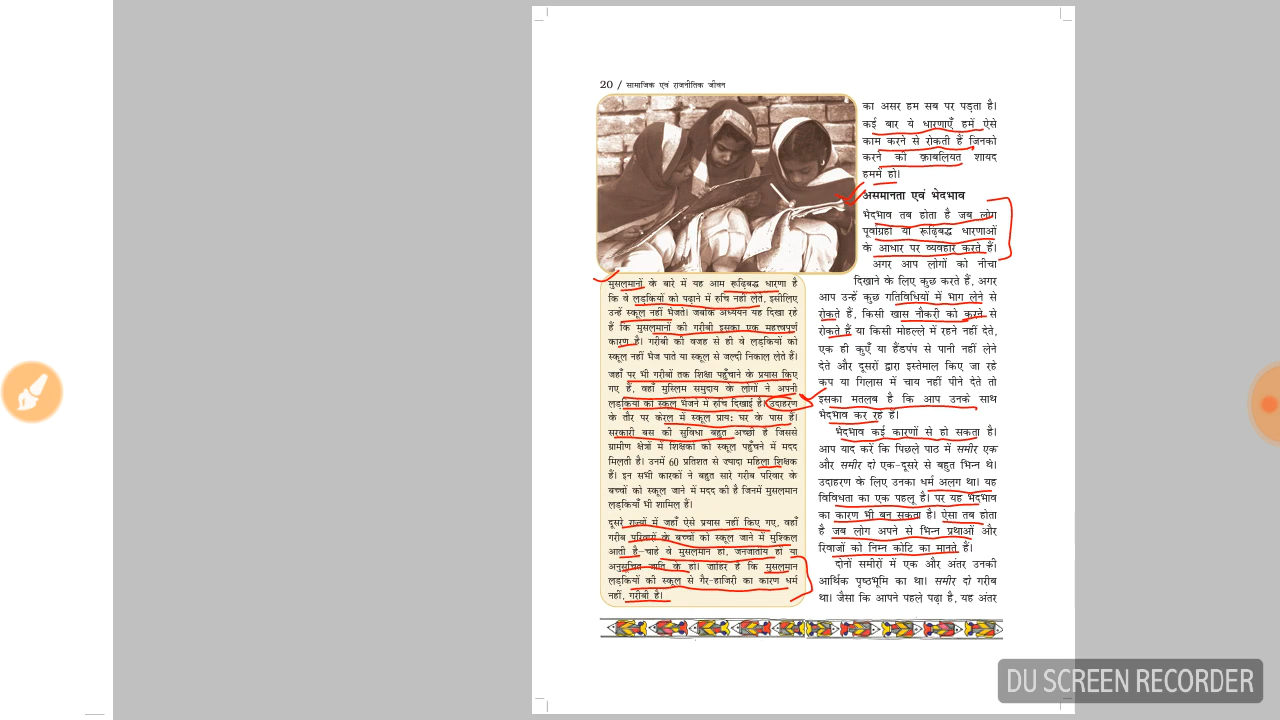 20 / सामाजिक एवं राजनीतिक जीवन
मुसलमानों के बारे में यह आम रूढ़िबद्ध धारणा है
कि वे लड़कियों को पढ़ाने में रुचि नहीं लेते, इसीलिए
उन्हें स्कूल नहीं भेजते। जबकि अध्ययन यह दिखा रहे
हैं कि मुसलमानों की गरीबी इसका एक महत्त्वपूर्ण
कारण है। गरीबी की वजह से ही वे लड़कियों को
स्कूल नहीं भेज पाते या स्कूल से जल्दी निकाल लेते हैं।
जहाँ पर भी गरीबों तक शिक्षा पहुँचाने के प्रयास किए
गए हैं, वहाँ मुस्लिम समुदाय के लोगों ने अपनी
लड़कियों को स्कूल भेजने में रुचि दिखाई है। उदाहरण
के तौर पर केरल में स्कूल प्राय: घर के पास हैं।
सरकारी बस की सुविधा बहुत अच्छी है जिससे
ग्रामीण क्षेत्रों में शिक्षकों को स्कूल पहुँचने में मदद
मिलती है। उनमें 60 प्रतिशत से ज्यादा महिला शिक्षक
हैं। इन सभी कारकों ने बहुत सारे गरीब परिवार के
बच्चों को स्कूल जाने में मदद की है जिनमें मुसलमान
लड़कियाँ भी शामिल हैं।
दूसरे राज्यों में जहाँ ऐसे प्रयास नहीं किए गए, वहाँ
गरीब परिवारों के बच्चों को स्कूल जाने में मुश्किल
आती है–चाहे वे मुसलमान हों, जनजातीय हों या
अनुसूचित जाति के हों। ज़ाहिर है कि मुसलमान
लड़कियों की स्कूल से गैर-हाजिरी का कारण धर्म
नहीं, गरीबी है।
का असर हम सब पर पड़ता है।
कई बार ये धारणाएँ हमें ऐसे
काम करने से रोकती हैं जिनको
करने की क़ाबलियत शायद
हममें हो।
असमानता एवं भेदभाव
भेदभाव तब होता है जब लोग
पूर्वाग्रहों या रूढ़िबद्ध धारणाओं
के आधार पर व्यवहार करते हैं।
अगर आप लोगों को नीचा
दिखाने के लिए कुछ करते हैं, अगर
आप उन्हें कुछ गतिविधियों में भाग लेने से
रोकते हैं, किसी खास नौकरी को करने से
रोकते हैं या किसी मोहल्ले में रहने नहीं देते,
एक ही कुएँ या हैंडपंप से पानी नहीं लेने
देते और दूसरों द्वारा इस्तेमाल किए जा रहे
कप या गिलास में चाय नहीं पीने देते तो
इसका मतलब है कि आप उनके साथ
भेदभाव कर रहे हैं।
भेदभाव कई कारणों से हो सकता है।
आप याद करें कि पिछले पाठ में समीर एक
और समीर दो एक-दूसरे से बहुत भिन्न थे।
उदाहरण के लिए उनका धर्म अलग था। यह
विविधता का एक पहलू है। पर यह भेदभाव
का कारण भी बन सकता है। ऐसा तब होता
है जब लोग अपने से भिन्न प्रथाओं और
रिवाजों को निम्न कोटि का मानते हैं।
दोनों समीरों में एक और अंतर उनकी
आर्थिक पृष्ठभूमि का था। समीर दो गरीब
था। जैसा कि आपने पहले पढ़ा है, यह अंतर
DU SCREEN RECORDER